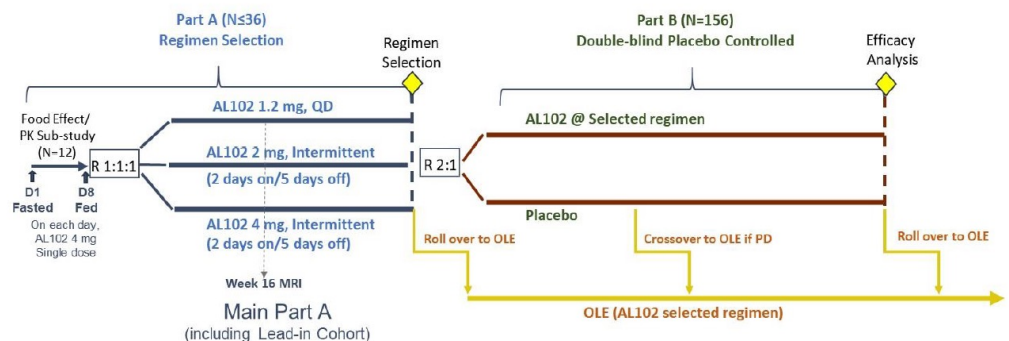 Part A (N≤36)
Regimen Selection
Regimen
Selection
Part B (N=156)
Double-blind Placebo Controlled
Efficacy
Analysis
Food Effect/
PK Sub-study
(N=12)
D1
Fasted
D8
Fed
On each day,
AL102 4 mg
Single dose
R 1:1:1
AL102 1.2 mg, QD
AL102 2 mg, Intermittent
(2 days on/5 days off)
AL102 4 mg, Intermittent
(2 days on/5 days off)
Week 16 MRI
Main Part A
(including Lead-in Cohort)
R 2:1
AL102 @ Selected regimen
Placebo
Roll over to OLE
Crossover to OLE if PD
Roll over to OLE
OLE (AL102 selected regimen)